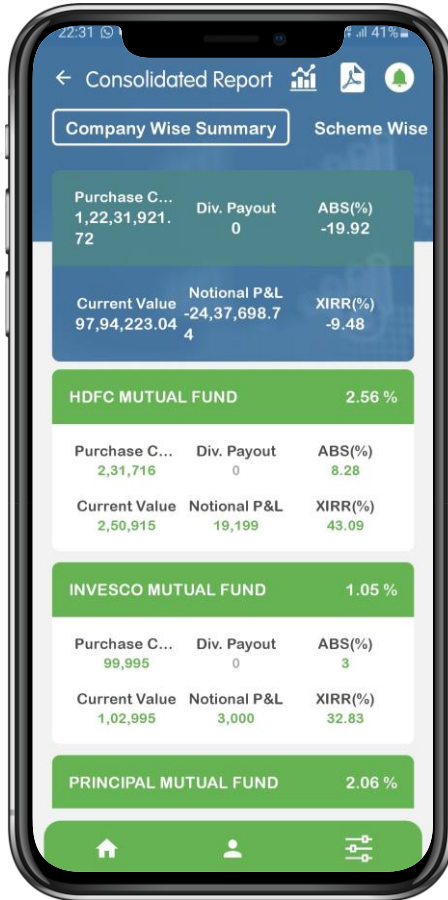 22:31 41%
Consolidated Report
Company Wise Summary Scheme Wise
Purchase C... Div. Payout ABS(%)
1,22,31,921. 0 -19.92
72
Current Value Notional P&L XIRR(%)
97,94,223.04 -24,37,698.7 -9.48
4
HDFC MUTUAL FUND 2.56 %
Purchase C... Div. Payout ABS(%)
2,31,716 0 8.28
Current Value Notional P&L XIRR(%)
2,50,915 19,199 43.09
INVESCO MUTUAL FUND 1.05 %
Purchase C... Div. Payout ABS(%)
99,995 0 3
Current Value Notional P&L XIRR(%)
1,02,995 3,000 32.83
PRINCIPAL MUTUAL FUND 2.06 %